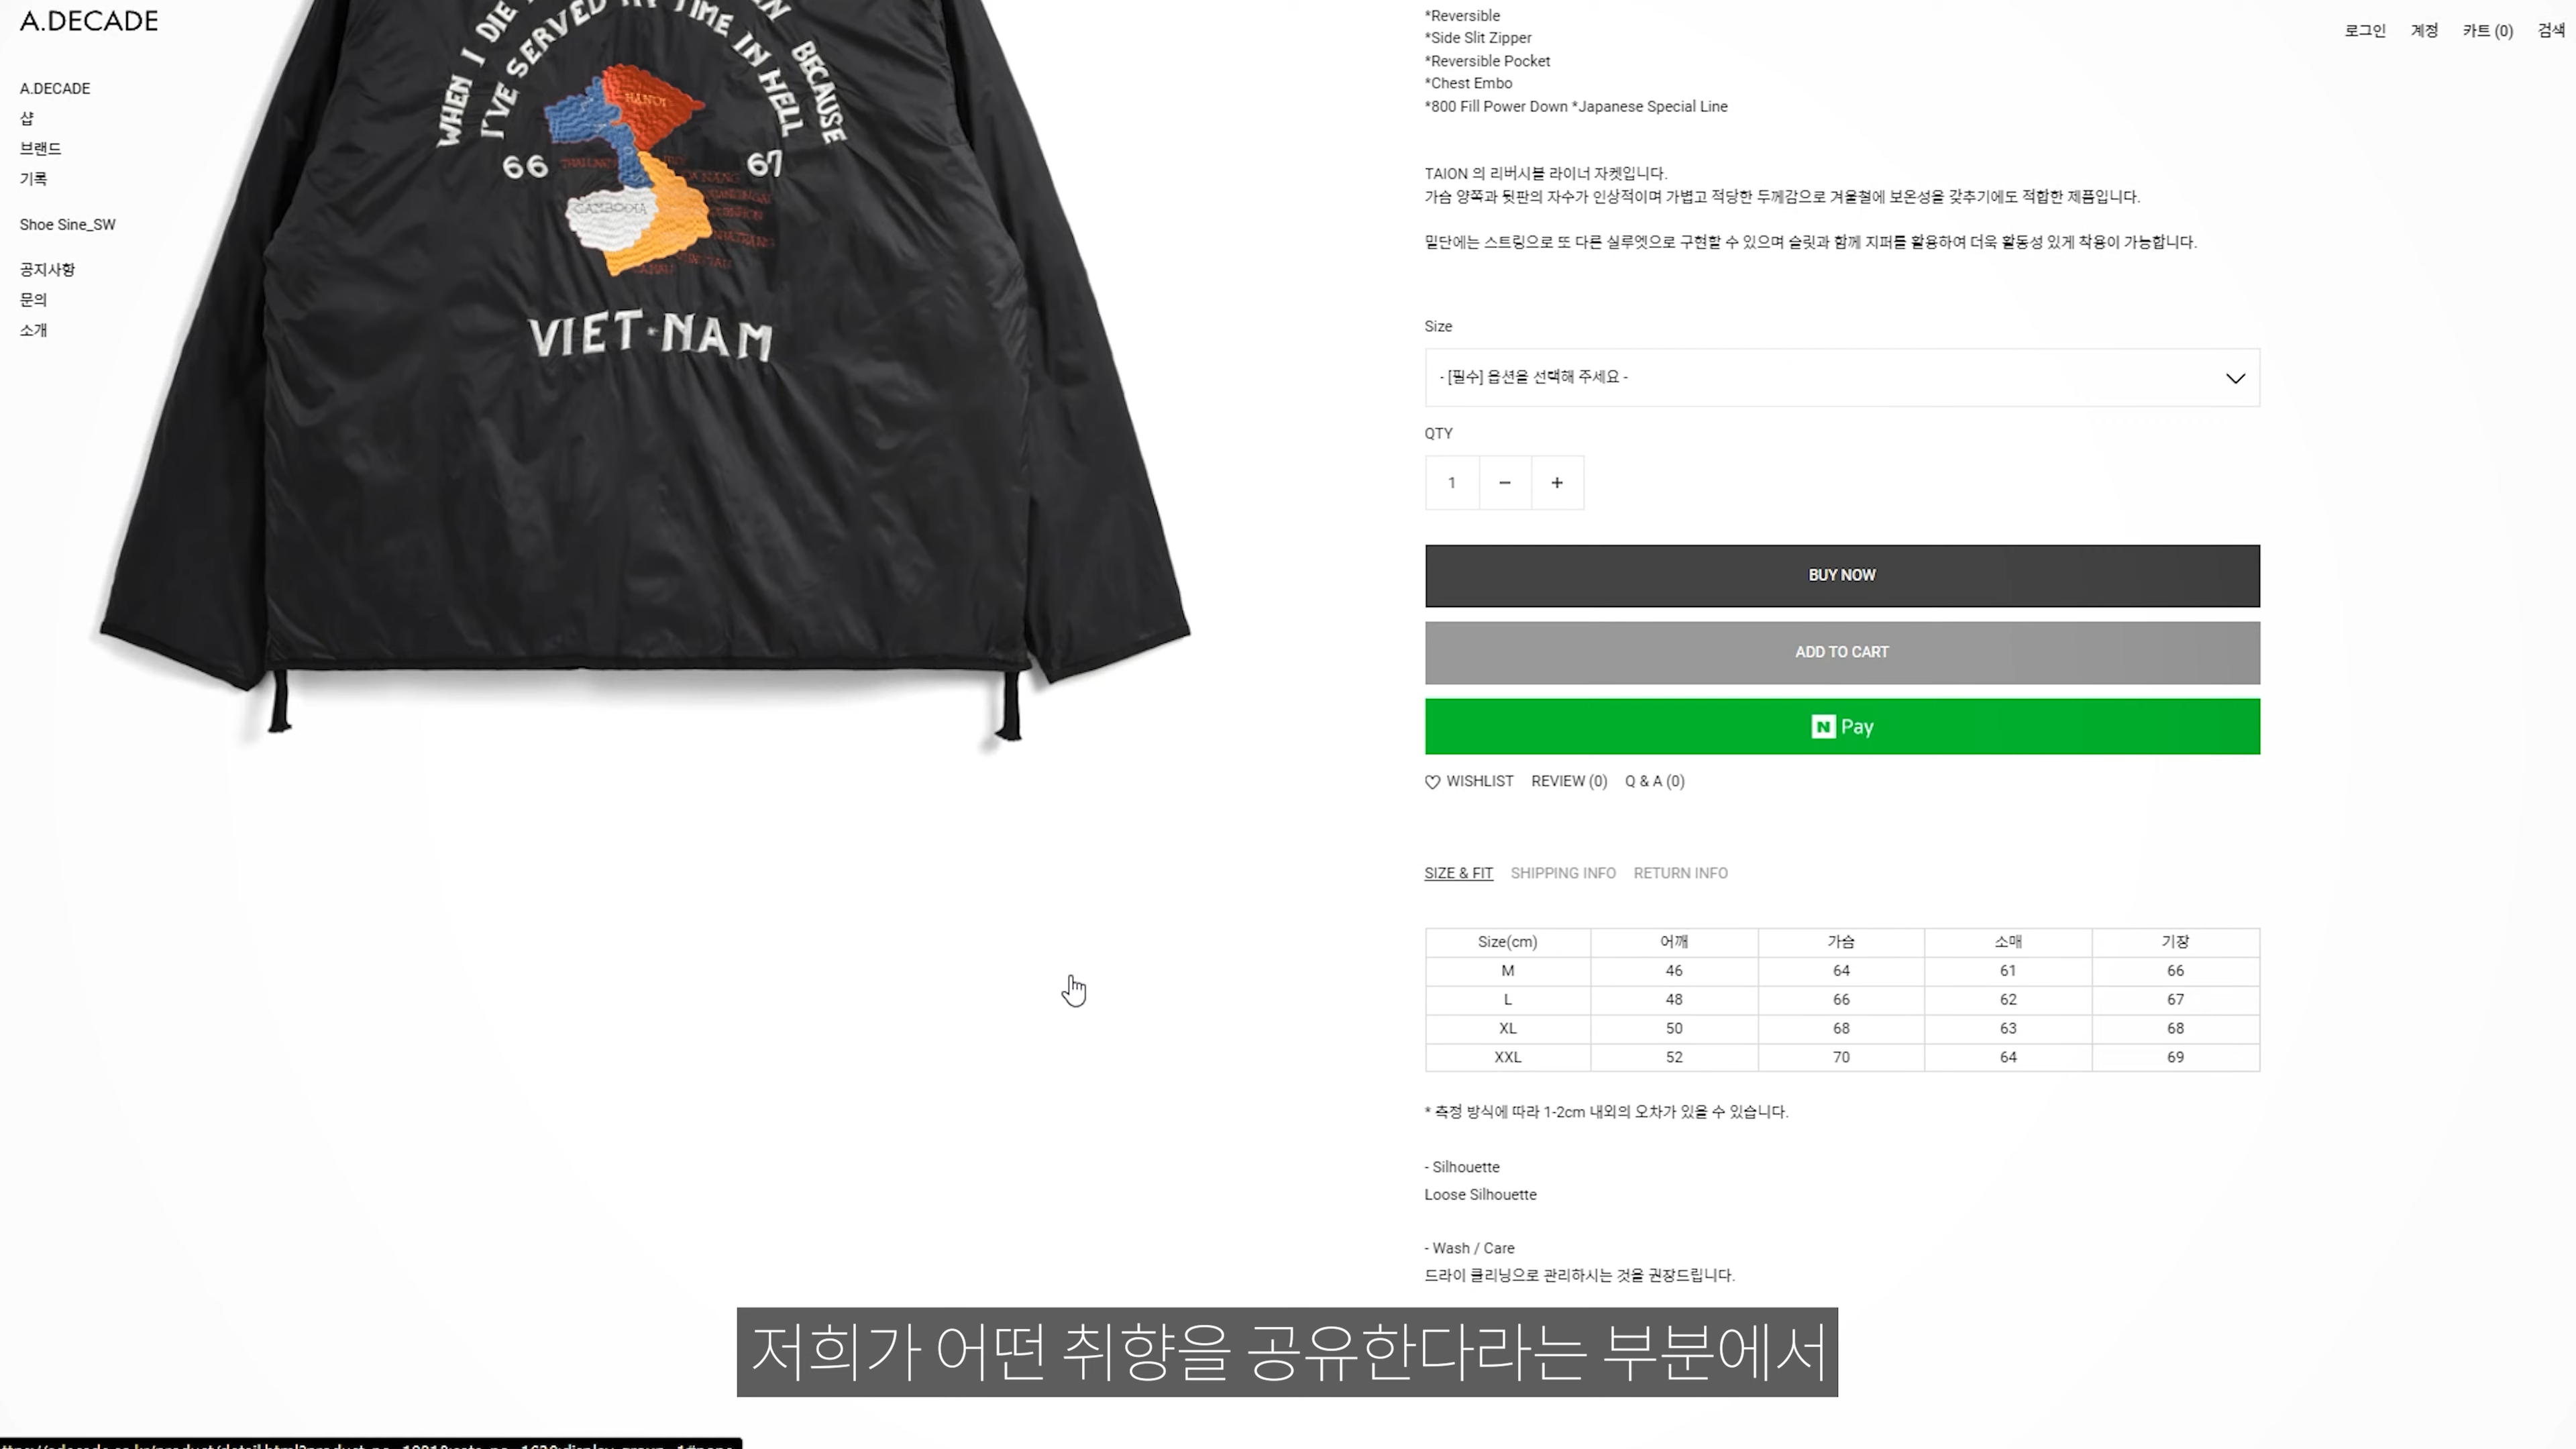 A.DECADE
로그인 계정 카트 (0) 검색
A.DECADE
샵
브랜드
기록
Shoe Sine_SW
공지사항
문의
소개
WHEN I DIE
BECAUSE
I'VE SERVED MY TIME IN HELL
HANOI
66 67
CAMBODIA
VIET-NAM
*Reversible
*Side Slit Zipper
*Reversible Pocket
*Chest Embo
*800 Fill Power Down *Japanese Special Line
TAION 의 리버시블 라이너 자켓입니다.
가슴 양쪽과 뒷판의 자수가 인상적이며 가볍고 적당한 두께감으로 겨울철에 보온성을 갖추기에도 적합한 제품입니다.
밑단에는 스트링으로 또 다른 실루엣으로 구현할 수 있으며 슬릿과 함께 지퍼를 활용하여 더욱 활동성 있게 착용이 가능합니다.
Size
- [필수] 옵션을 선택해 주세요 -
QTY
1 − +
BUY NOW
ADD TO CART
N Pay
WISHLIST REVIEW (0) Q & A (0)
SIZE & FIT SHIPPING INFO RETURN INFO
Size(cm) 어깨 가슴 소매 기장
M 46 64 61 66
L 48 66 62 67
XL 50 68 63 68
XXL 52 70 64 69
* 측정 방식에 따라 1-2cm 내외의 오차가 있을 수 있습니다.
- Silhouette
Loose Silhouette
- Wash / Care
드라이 클리닝으로 관리하시는 것을 권장드립니다.
저희가 어떤 취향을 공유한다라는 부분에서